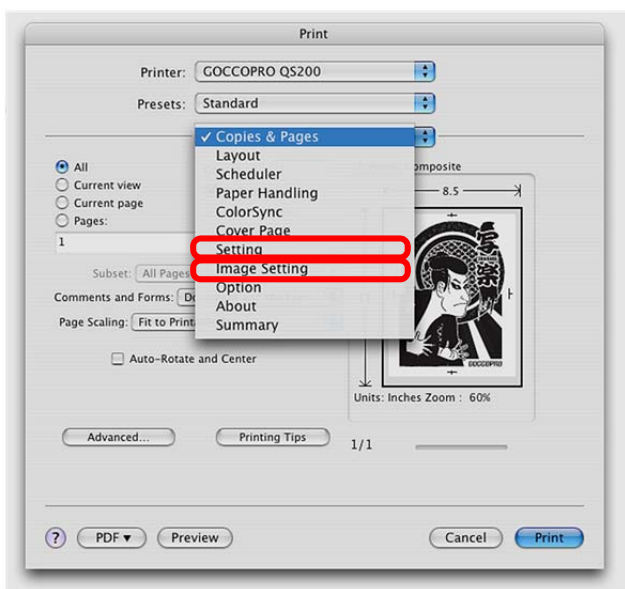 Print
Printer: GOCCOPRO QS200
Presets: Standard
✓ Copies & Pages
Layout
Scheduler
Paper Handling
ColorSync
Cover Page
Setting
Image Setting
Option
About
Summary
All
Current view
Current page
Pages:
1
Subset: All Pages
Comments and Forms:
Page Scaling: Fit to
Auto-Rotate and Center
Advanced...
Printing Tips
8.5
写楽
GOCCOPRO
Units: Inches Zoom : 60%
1/1
? PDF Preview Cancel Print